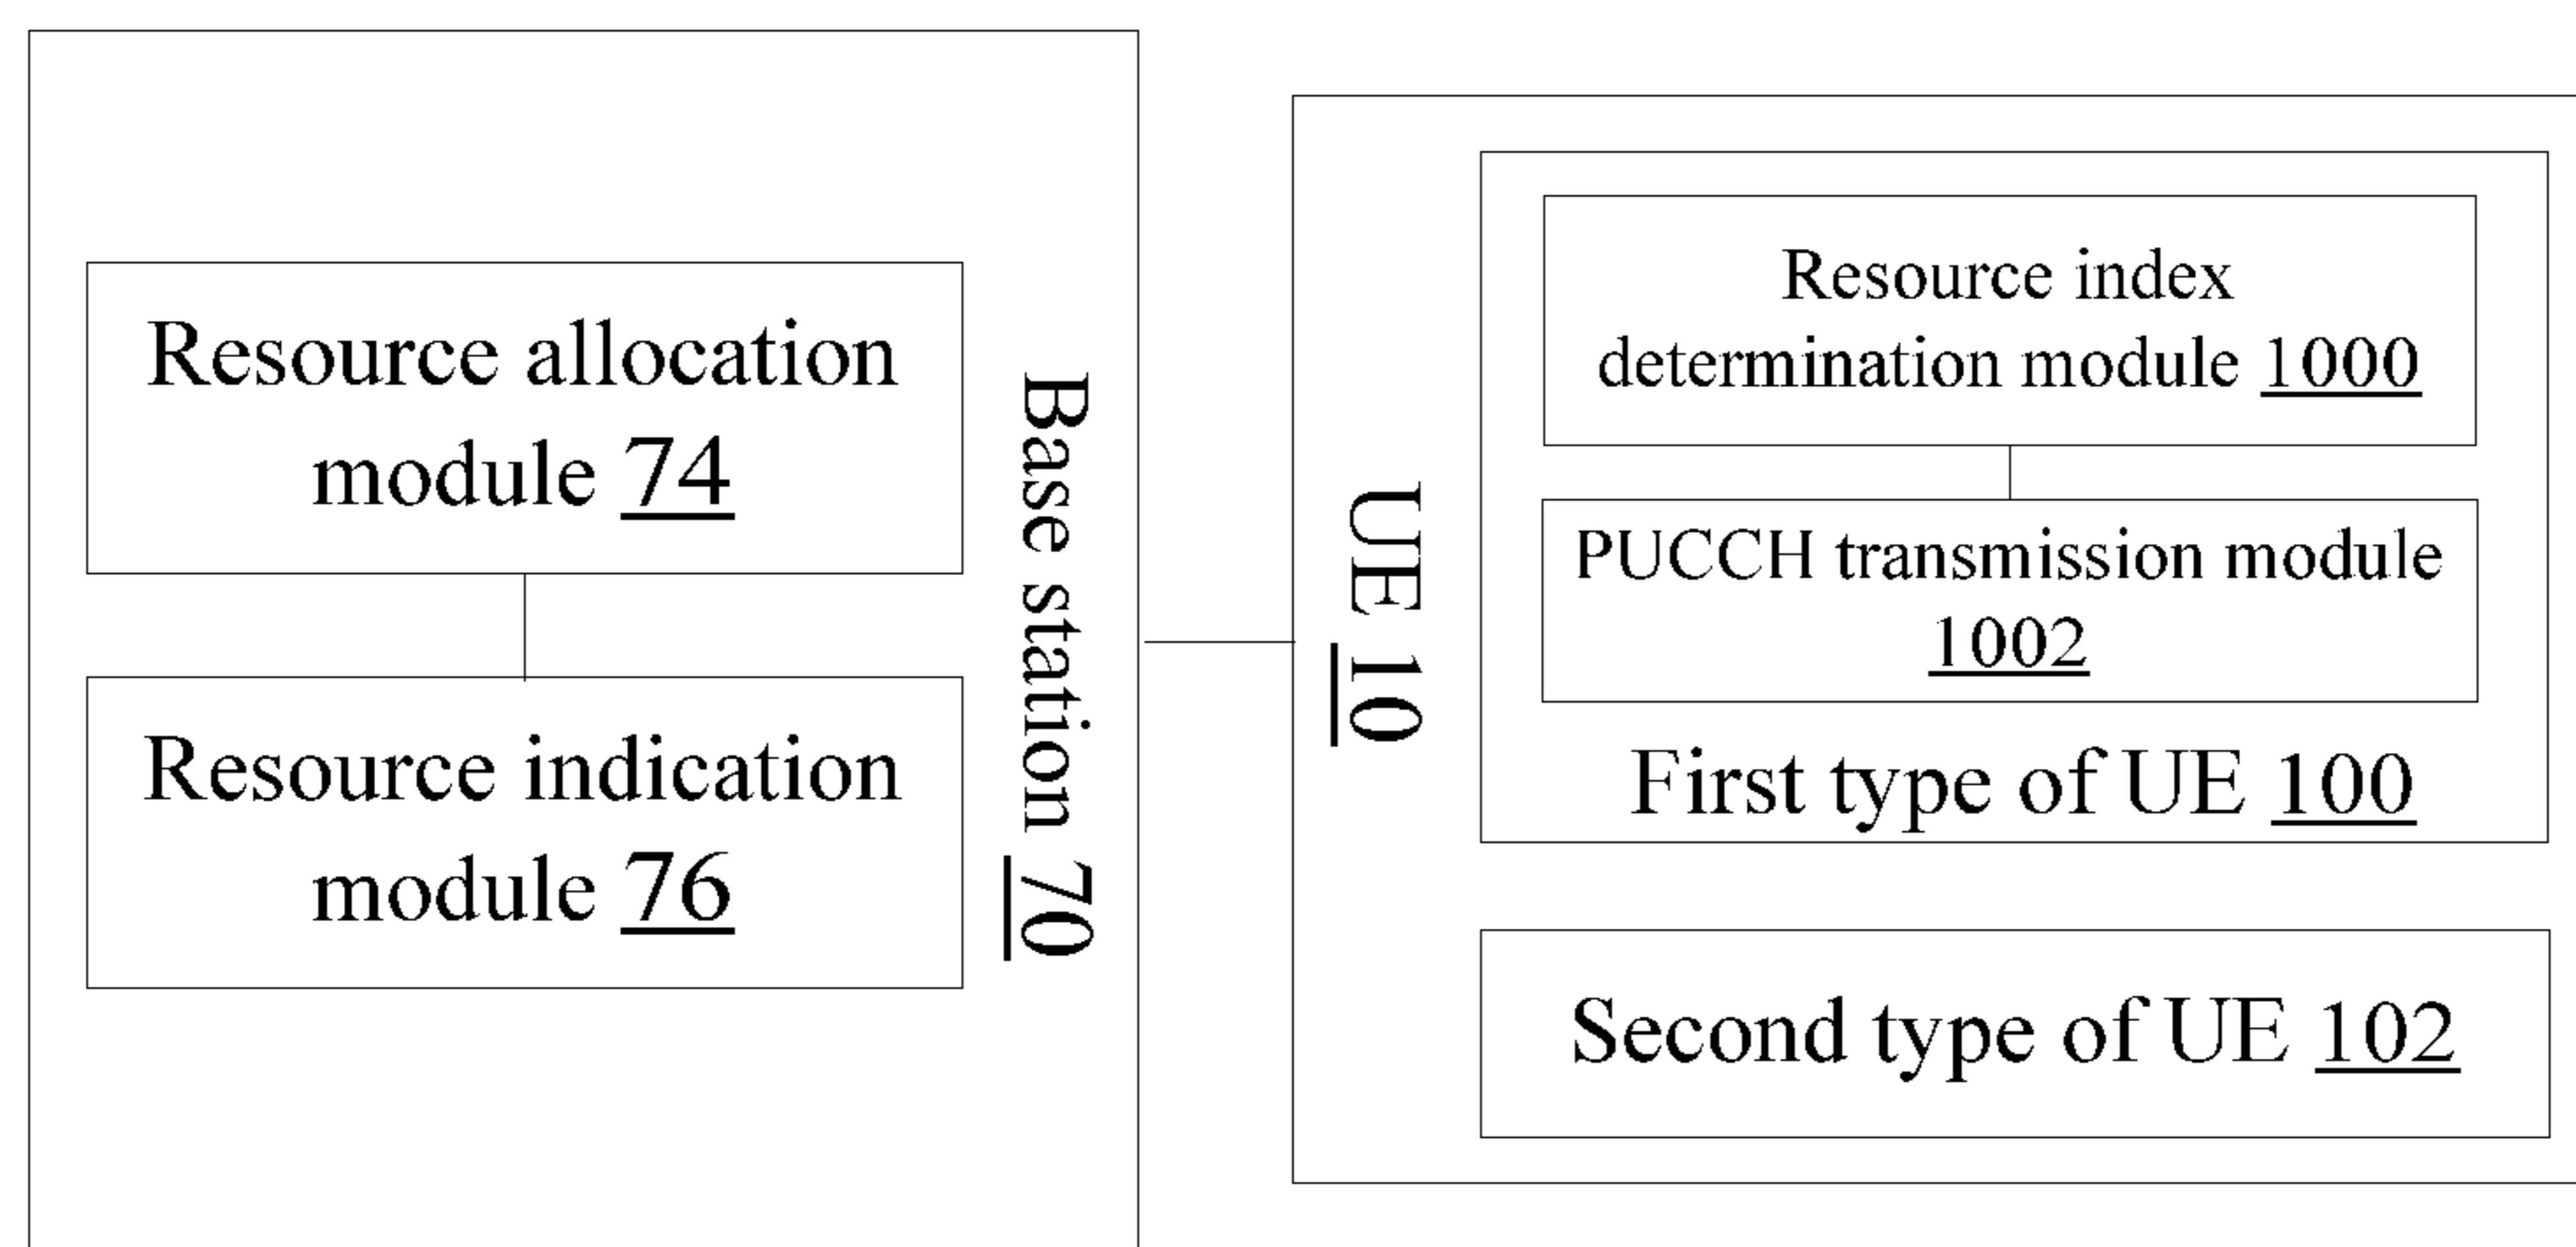 Resource allocation
module 74
Resource indication
module 76
Base station 70
UE 10
Resource index
determination module 1000
PUCCH transmission module
1002
First type of UE 100
Second type of UE 102